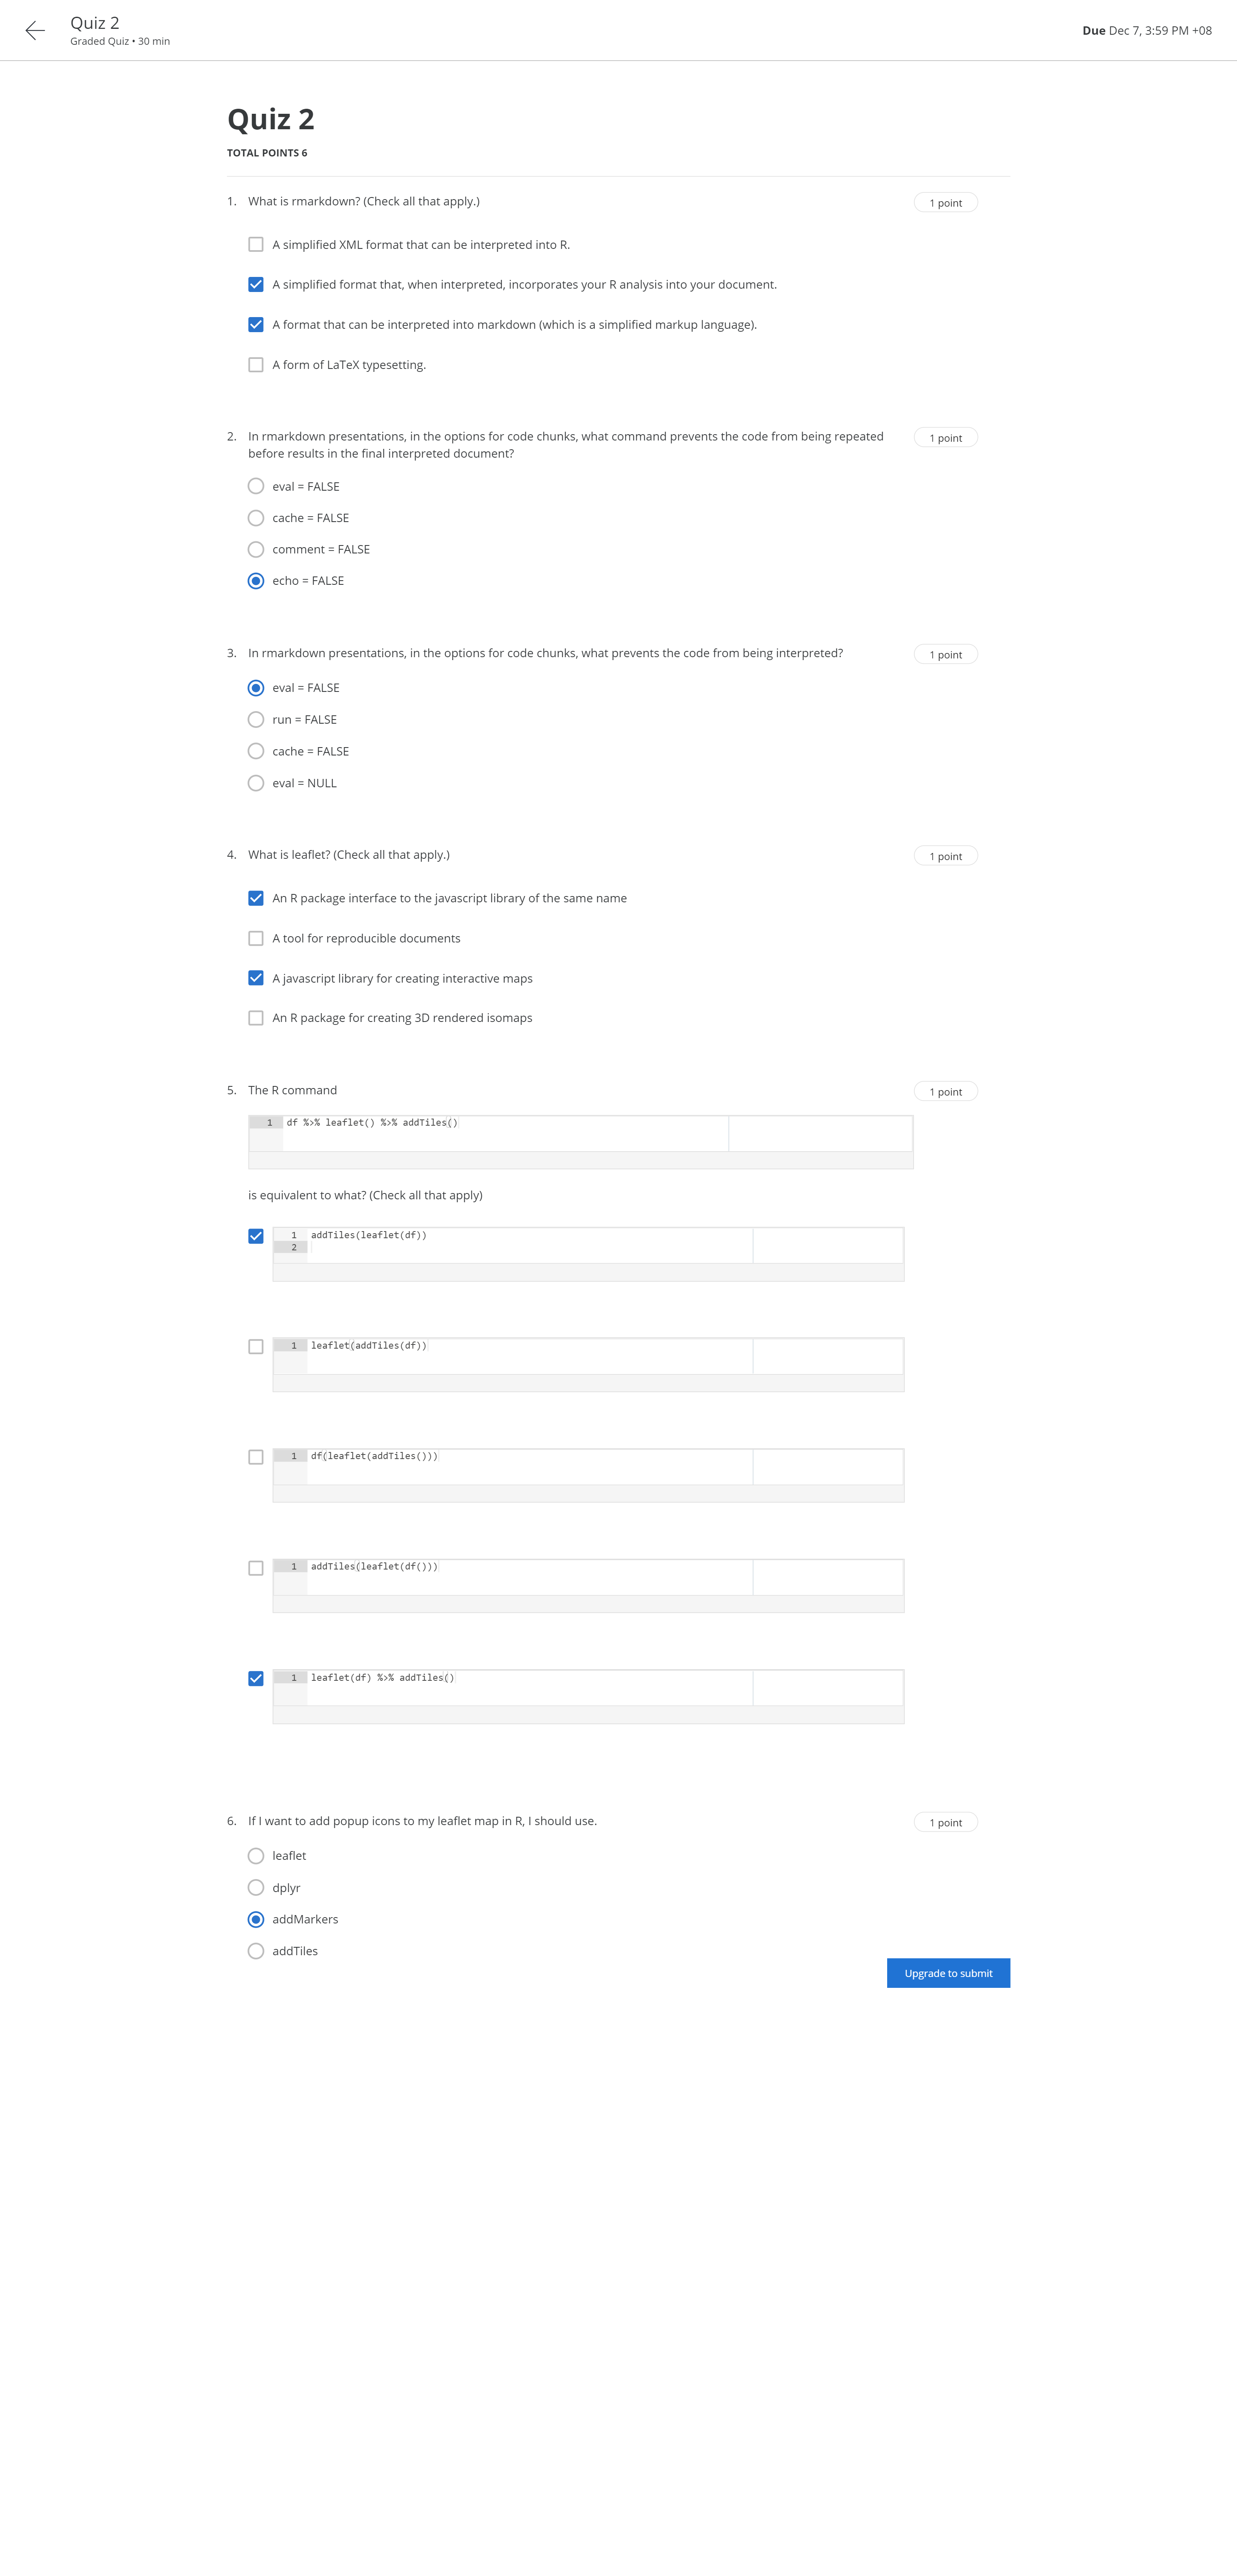 Quiz 2
Graded Quiz • 30 min
Due Dec 7, 3:59 PM +08
Quiz 2
TOTAL POINTS 6
1. What is rmarkdown? (Check all that apply.)
1 point
A simplified XML format that can be interpreted into R.
A simplified format that, when interpreted, incorporates your R analysis into your document.
A format that can be interpreted into markdown (which is a simplified markup language).
A form of LaTeX typesetting.
2. In rmarkdown presentations, in the options for code chunks, what command prevents the code from being repeated
before results in the final interpreted document?
1 point
eval = FALSE
cache = FALSE
comment = FALSE
echo = FALSE
3. In rmarkdown presentations, in the options for code chunks, what prevents the code from being interpreted?
1 point
eval = FALSE
run = FALSE
cache = FALSE
eval = NULL
4. What is leaflet? (Check all that apply.)
1 point
An R package interface to the javascript library of the same name
A tool for reproducible documents
A javascript library for creating interactive maps
An R package for creating 3D rendered isomaps
5. The R command
1 point
1 df %>% leaflet() %>% addTiles()
is equivalent to what? (Check all that apply)
1 addTiles(leaflet(df))
2
1 leaflet(addTiles(df))
1 df(leaflet(addTiles()))
1 addTiles(leaflet(df()))
1 leaflet(df) %>% addTiles()
6. If I want to add popup icons to my leaflet map in R, I should use.
1 point
leaflet
dplyr
addMarkers
addTiles
Upgrade to submit